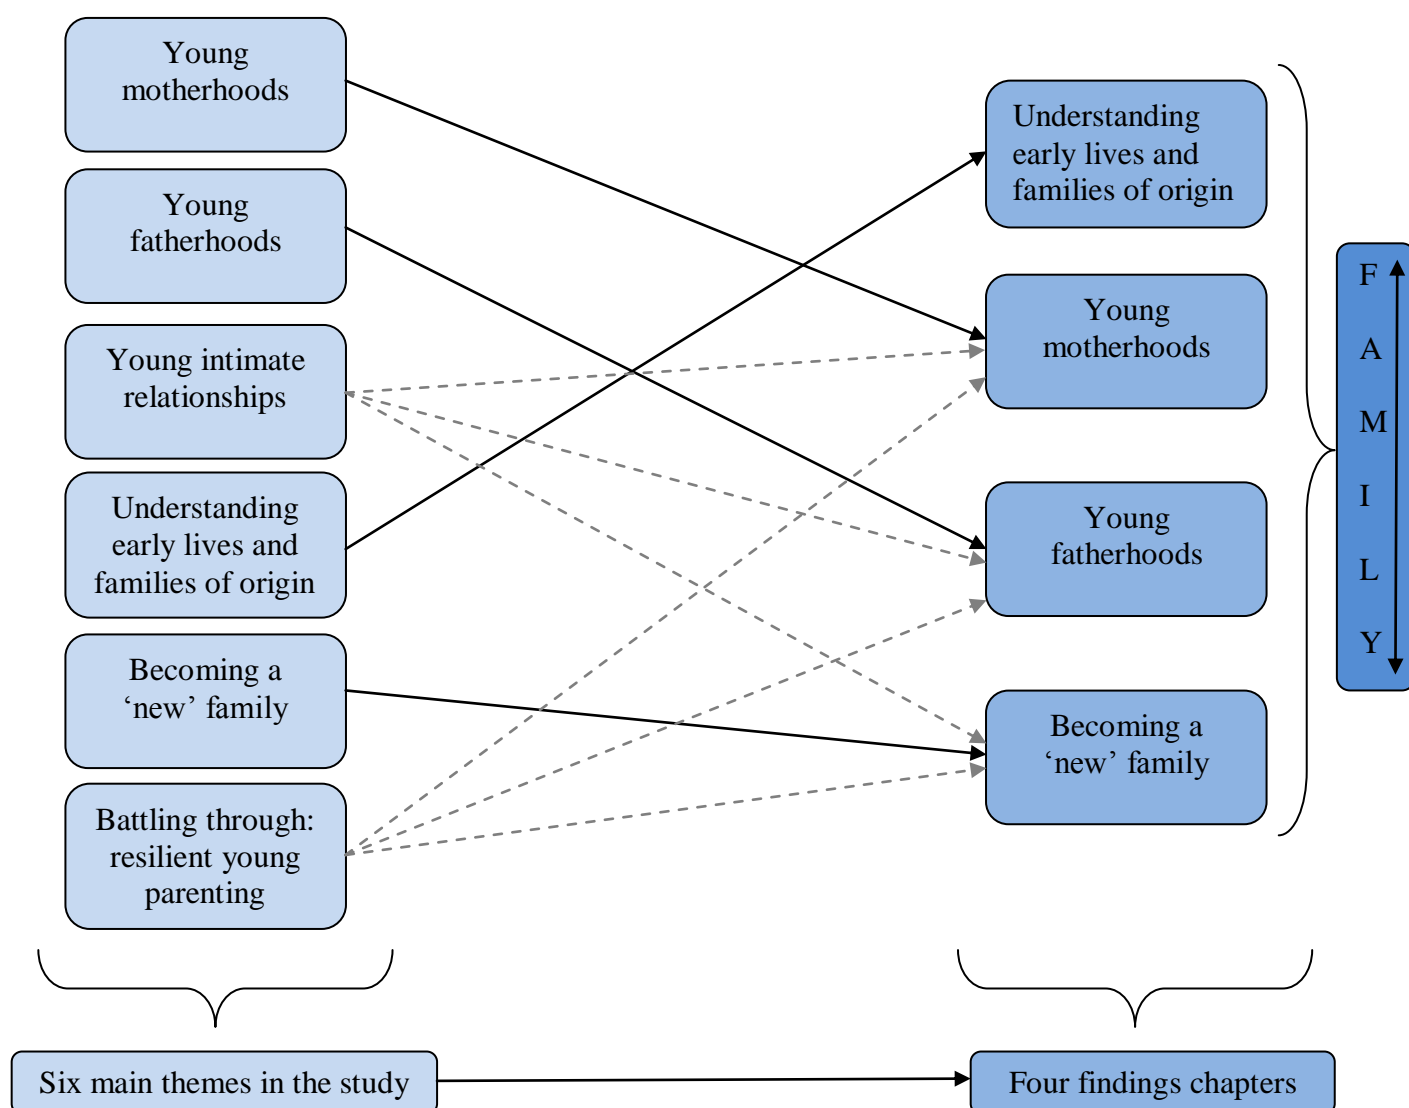 Young
motherhoods
Young
fatherhoods
Young intimate
relationships
Understanding
early lives and
families of origin
Becoming a
‘new’ family
Battling through:
resilient young
parenting
Six main themes in the study
Understanding
early lives and
families of origin
Young
motherhoods
Young
fatherhoods
Becoming a
‘new’ family
Four findings chapters
F
A
M
I
L
Y